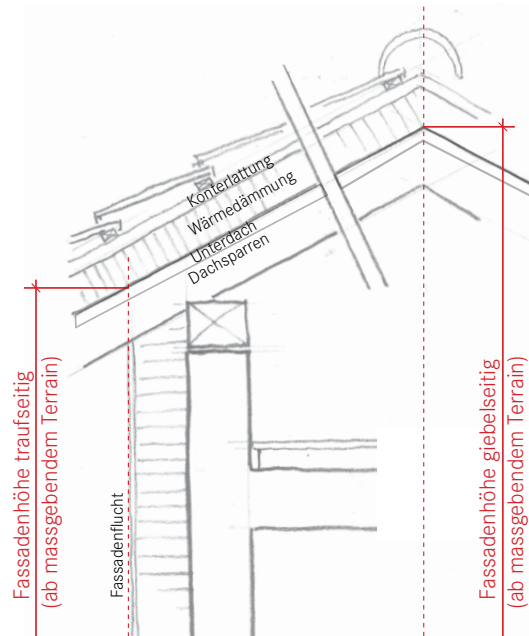 Konterlattung
Wärmedämmung
Unterdach
Dachsparren
Fassadenhöhe traufseitig
(ab massgebendem Terrain)
Fassadenflucht
Fassadenhöhe giebelseitig
(ab massgebendem Terrain)